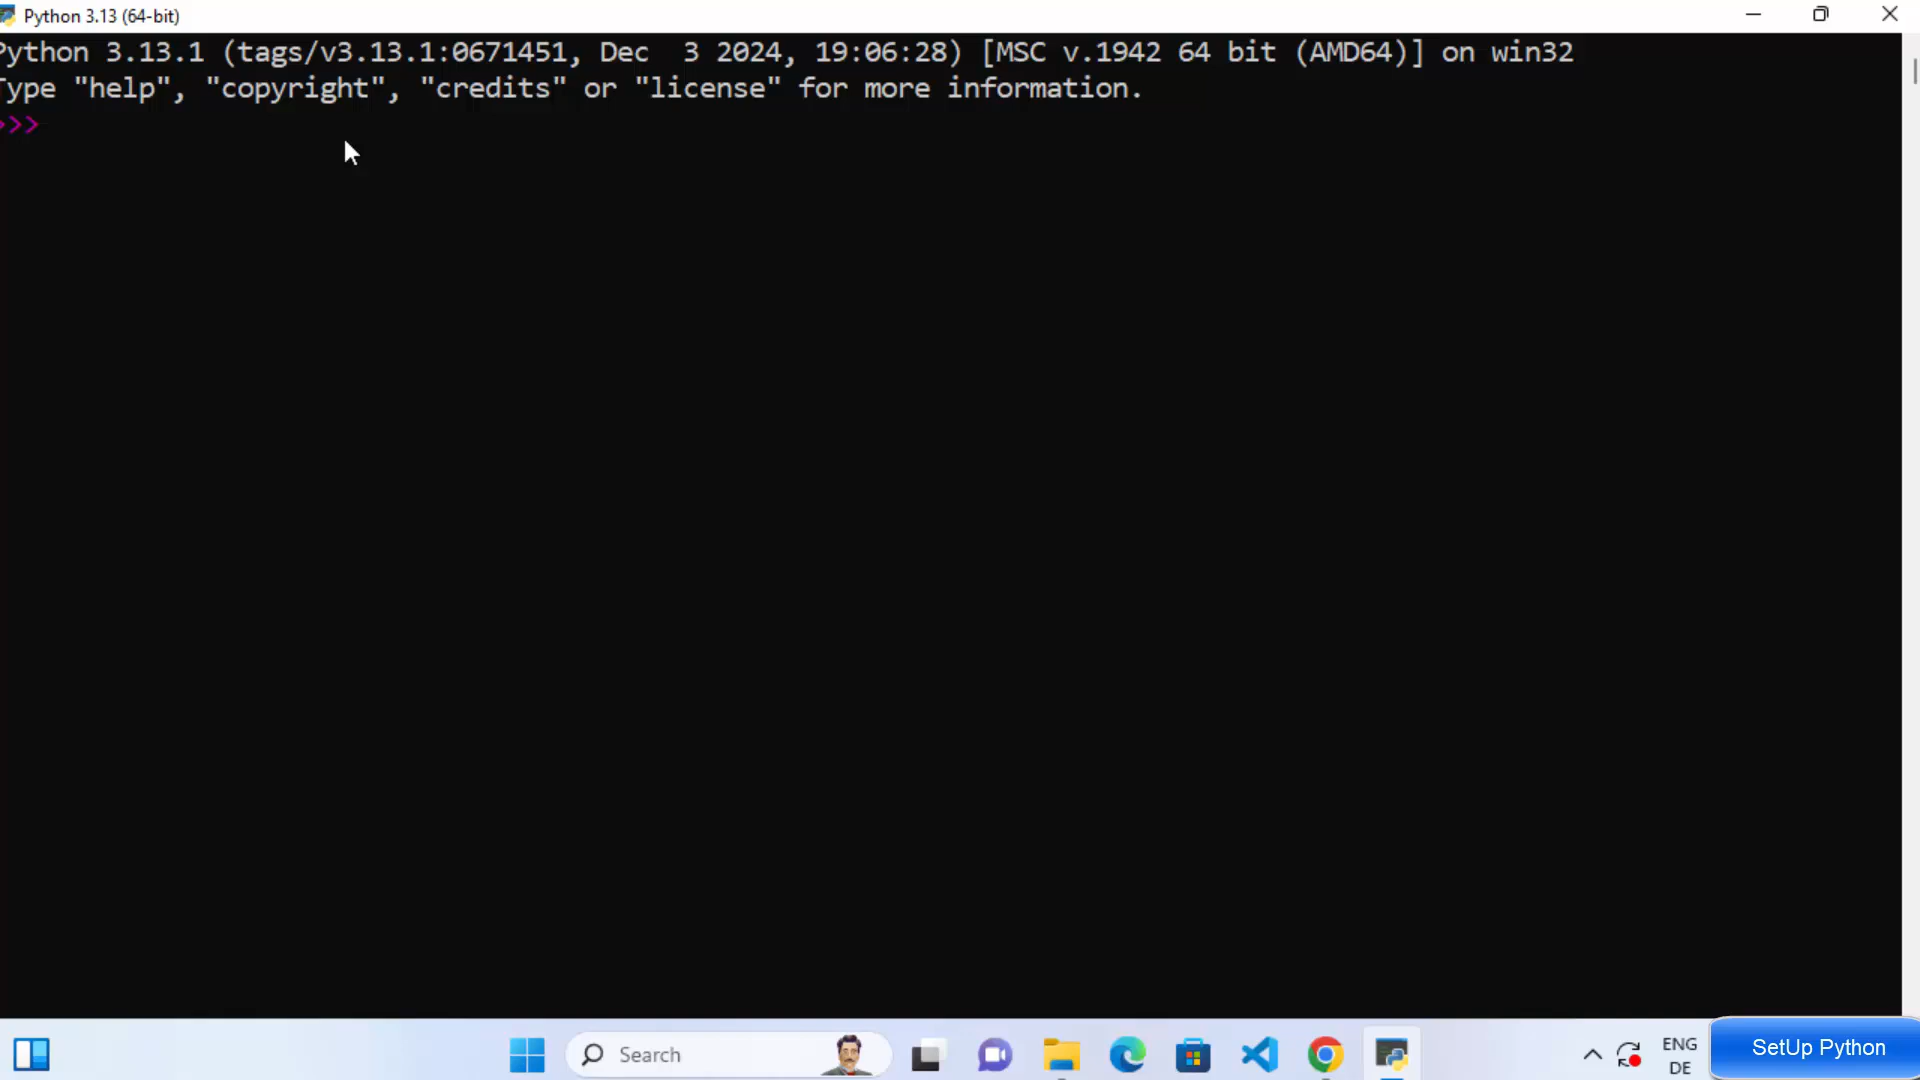 Python 3.13 (64-bit)
Python 3.13.1 (tags/v3.13.1:0671451, Dec  3 2024, 19:06:28) [MSC v.1942 64 bit (AMD64)] on win32
Type "help", "copyright", "credits" or "license" for more information.
>>>
Search
ENG
DE
SetUp Python